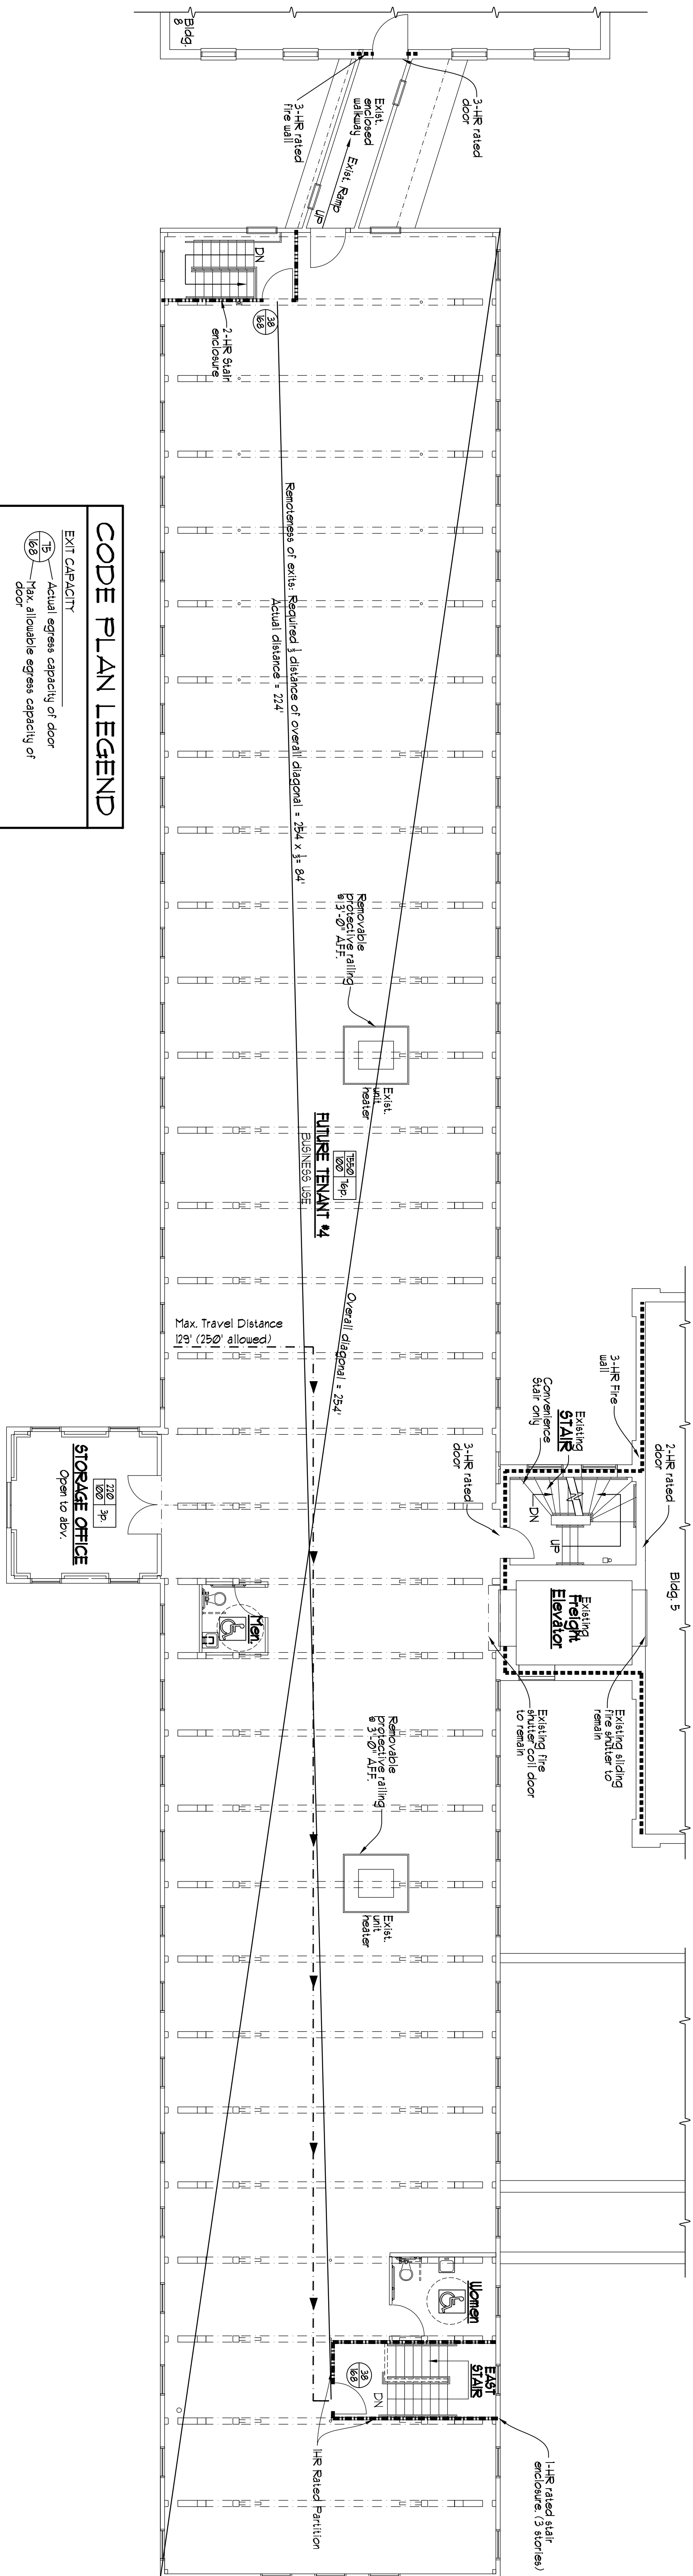 Bldg.
8
3-HR rated
door
Exist.
enclosed
walkway
3-HR rated
fire wall
Exist. Ramp
UP
DN
2-HR Stair
enclosure
38
168
Remoteness of exits: Required 1/3 distance of overall diagonal = 254 x 1/3 = 84'
Actual distance = 224'
Removable
protective railing
@ 3'-0" A.F.F.
Exist.
unit
heater
7550
100
76p.
FUTURE TENANT #4
BUSINESS USE
Overall diagonal = 254'
Max. Travel Distance
129' (250' allowed)
3-HR Fire
wall
2-HR rated
door
Bldg. 5
Existing
STAIR
Convenience
Stair only
DN
UP
3-HR rated
door
Existing
Freight
Elevator
Existing sliding
fire shutter to
remain
Existing fire
shutter coil door
to remain
220
100
3p.
STORAGE OFFICE
Open to abv.
Men
Removable
protective railing
@ 3'-0" A.F.F.
Exist.
unit
heater
Women
EAST
STAIR
38
168
DN
1-HR rated stair
enclosure. (3 stories)
1HR Rated Partition
CODE PLAN LEGEND
EXIT CAPACITY
75
168
Actual egress capacity of door
Max. allowable egress capacity of
door